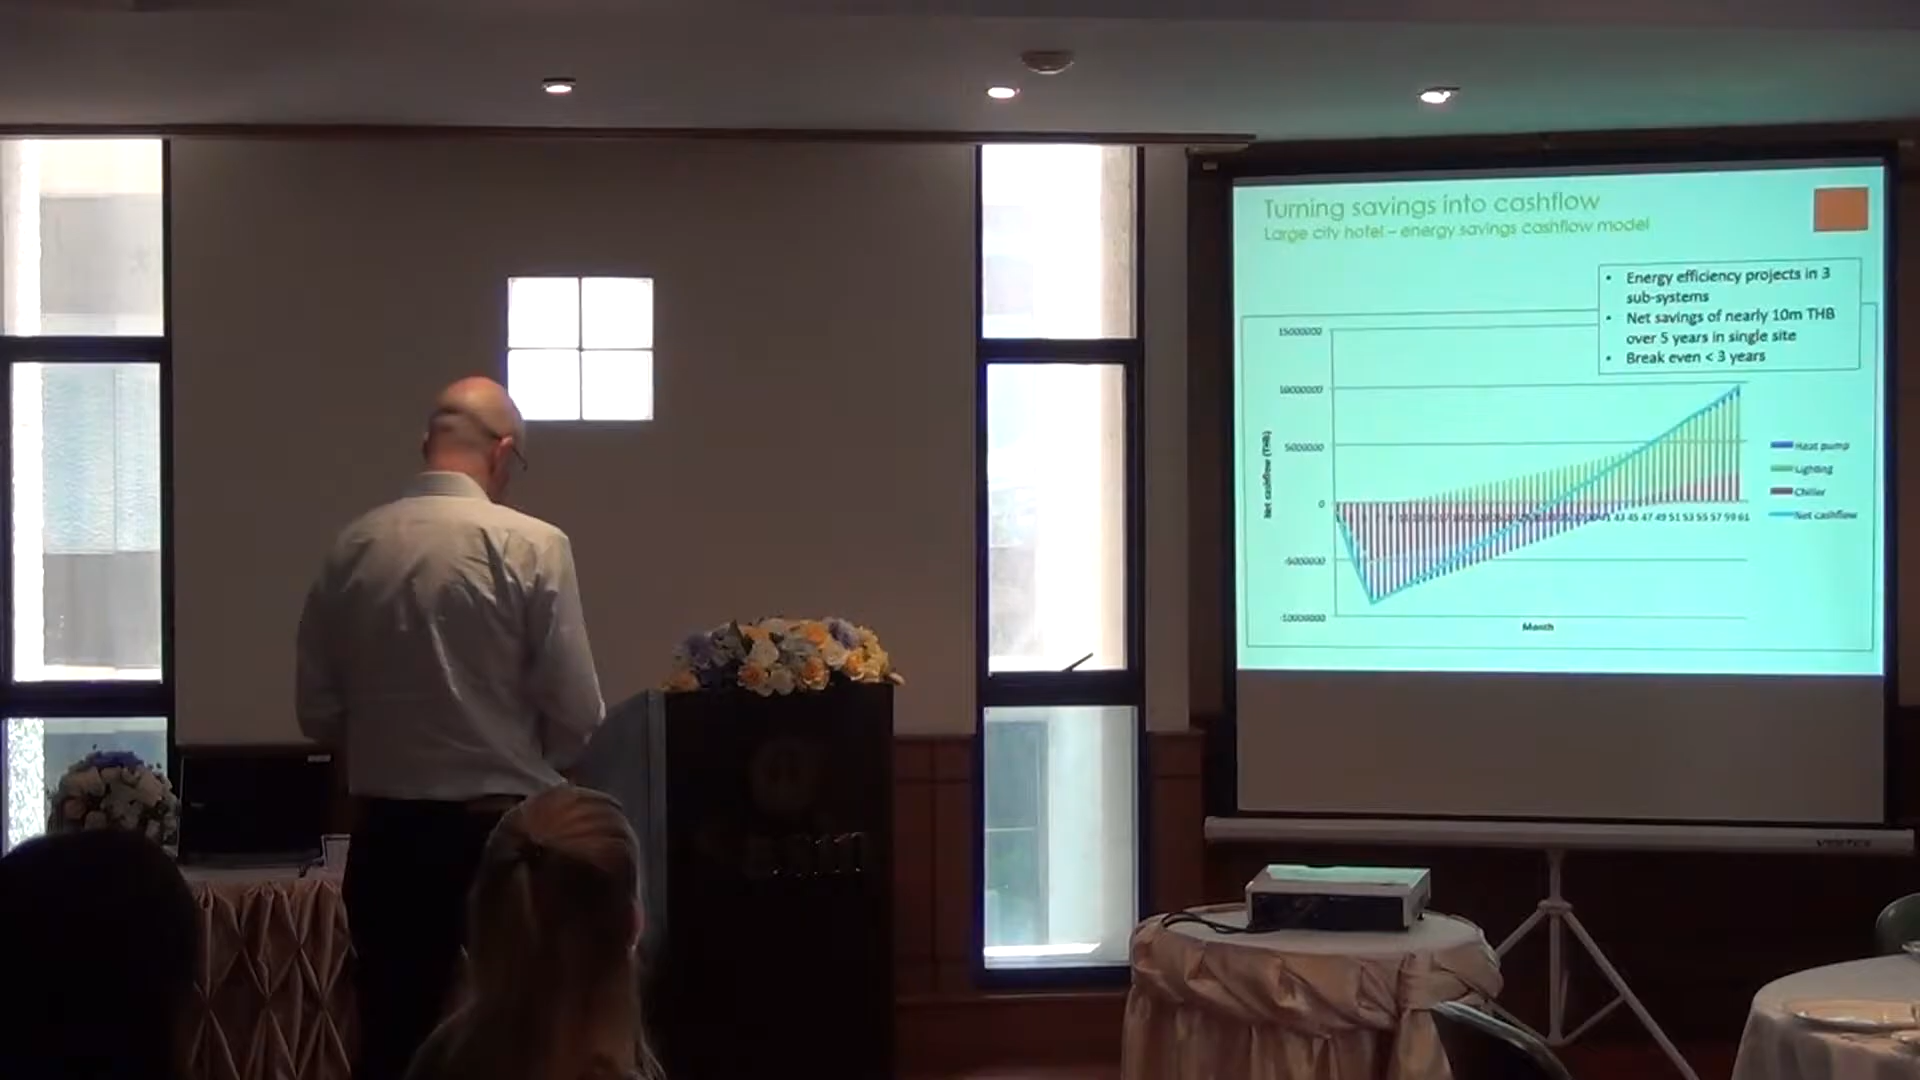 Turning savings into cashflow
Large city hotel – energy savings cashflow model
• Energy efficiency projects in 3
sub-systems
• Net savings of nearly 10m THB
over 5 years in single site
• Break even < 3 years
15000000
10000000
5000000
0
-5000000
-10000000
Net cashflow (THB)
43 45 47 49 51 53 55 57 59 61
Month
Heat pump
Lighting
Chiller
Net cashflow
VERTEX